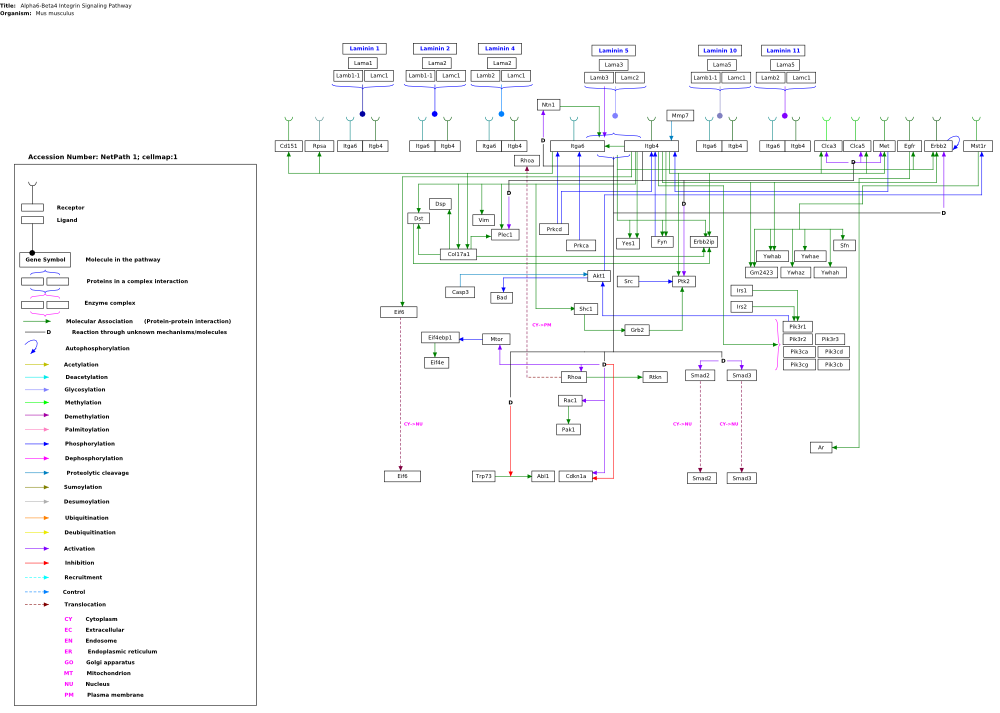 Title: Alpha6-Beta4 Integrin Signaling Pathway
Organism: Mus musculus
Laminin 1
Laminin 2
Laminin 4
Laminin 5
Laminin 10
Laminin 11
Lama1
Lama2
Lama2
Lama3
Lama5
Lama5
Lamb1-1 Lamc1
Lamb1-1 Lamc1
Lamb2 Lamc1
Lamb3 Lamc2
Lamb1-1 Lamc1
Lamb2 Lamc1
Ntn1
Mmp7
D
Cd151
Rpsa
Itga6 Itgb4
Itga6 Itgb4
Itga6 Itgb4
Itga6
Itgb4
Itga6 Itgb4
Itga6 Itgb4
Clca3
Clca5
Met
Egfr
Erbb2
Mst1r
Rhoa
D
D
D
D
Dsp
Dst
Vim
Plec1
Col17a1
Prkcd
Prkca
Yes1
Fyn
Erbb2ip
Sfn
Ywhab
Ywhae
Gm2423
Ywhaz
Ywhah
Casp3
Akt1
Bad
Src
Ptk2
Irs1
Irs2
Eif6
Shc1
CY->PM
Grb2
Pik3r1
Pik3r2 Pik3r3
Pik3ca Pik3cd
Pik3cg Pik3cb
Eif4ebp1
Mtor
Eif4e
D
D
Rhoa
Rtkn
Smad2
Smad3
Rac1
D
Pak1
CY->NU
CY->NU
CY->NU
Ar
Eif6
Trp73
Abl1
Cdkn1a
Smad2
Smad3
Accession Number: NetPath 1; cellmap:1
Receptor
Ligand
Gene Symbol
Molecule in the pathway
Proteins in a complex interaction
Enzyme complex
Molecular Association (Protein-protein interaction)
D
Reaction through unknown mechanisms/molecules
Autophosphorylation
Acetylation
Deacetylation
Glycosylation
Methylation
Demethylation
Palmitoylation
Phosphorylation
Dephosphorylation
Proteolytic cleavage
Sumoylation
Desumoylation
Ubiquitination
Deubiquitination
Activation
Inhibition
Recruitment
Control
Translocation
CY Cytoplasm
EC Extracellular
EN Endosome
ER Endoplasmic reticulum
GO Golgi apparatus
MT Mitochondrion
NU Nucleus
PM Plasma membrane